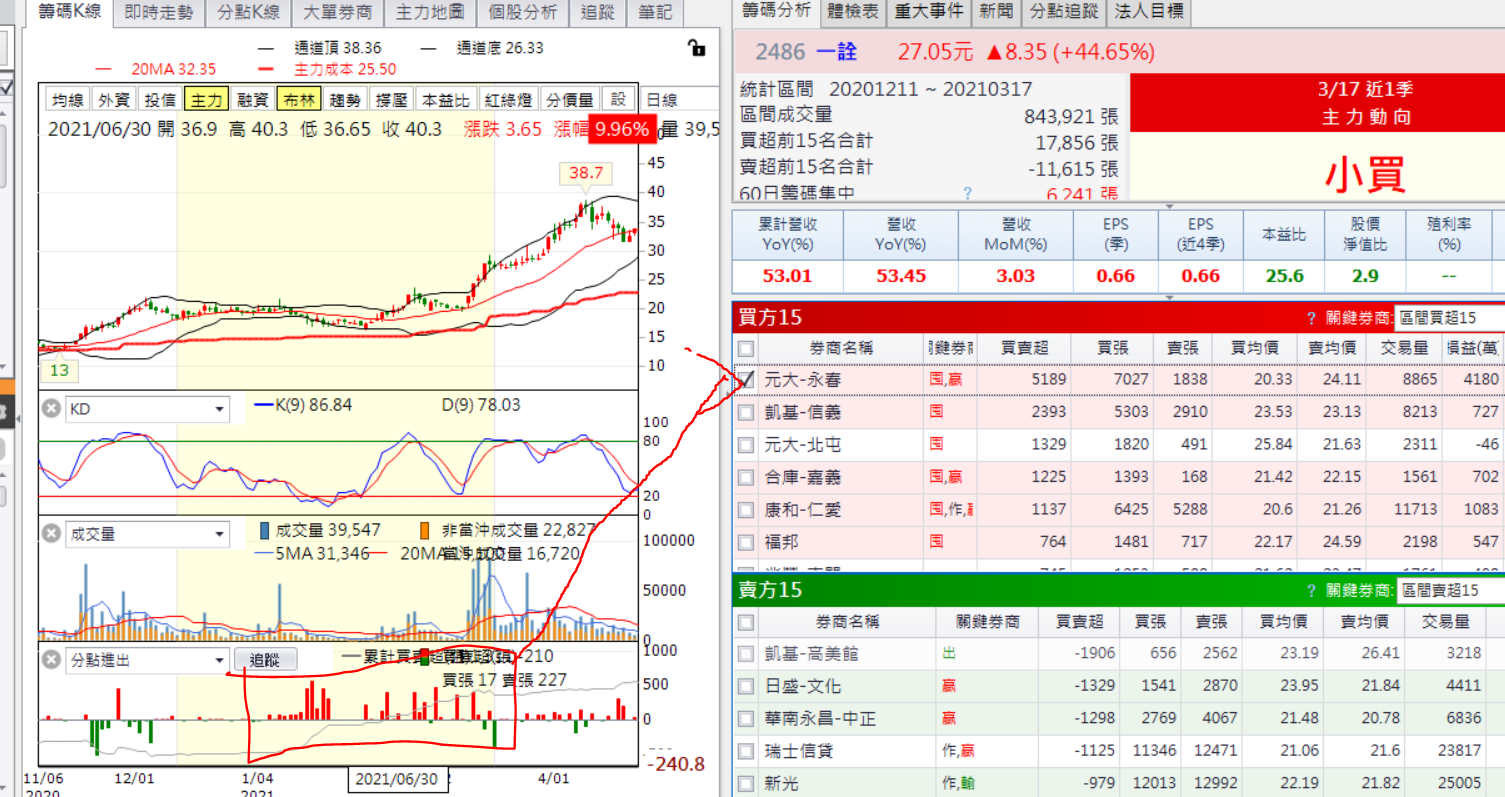 籌碼K線 即時走勢 分點K線 大單券商 主力地圖 個股分析 追蹤 筆記
通道頂 38.36 通道底 26.33
20MA 32.35 主力成本 25.50
均線 外資 投信 主力 融資 布林 趨勢 撐壓 本益比 紅綠燈 分價量 設 日線
2021/06/30 開 36.9 高 40.3 低 36.65 收 40.3 漲跌 3.65 漲幅 9.96% 量 39,5
45
40
35
30
25
20
15
10
38.7
13
KD K(9) 86.84 D(9) 78.03
100
80
20
0
成交量 成交量 39,547 非當沖成交量 22,827
5MA 31,346 20MA 當沖成交量 16,720
100000
50000
0
分點進出 追蹤 -210
買張 17 賣張 227
1000
500
0
-240.8
11/06 12/01 1/04 2021/06/30 4/01
2020 2021
籌碼分析 體檢表 重大事件 新聞 分點追蹤 法人目標
2486 一詮 27.05元 ▲8.35 (+44.65%)
統計區間 20201211 ~ 20210317
區間成交量 843,921 張
買超前15名合計 17,856 張
賣超前15名合計 -11,615 張
60日籌碼集中 ? 6,241 張
3/17 近1季
主力動向
小買
累計營收 營收 營收 EPS EPS 本益比 股價 殖利率
YoY(%) YoY(%) MoM(%) (季) (近4季) 淨值比 (%)
53.01 53.45 3.03 0.66 0.66 25.6 2.9 --
買方15 ? 關鍵券商: 區間買超15
券商名稱 關鍵券商 買賣超 買張 賣張 買均價 賣均價 交易量 損益(萬)
元大-永春 囤,贏 5189 7027 1838 20.33 24.11 8865 4180
凱基-信義 囤 2393 5303 2910 23.53 23.13 8213 727
元大-北屯 囤 1329 1820 491 25.84 21.63 2311 -46
合庫-嘉義 囤,贏 1225 1393 168 21.42 22.15 1561 702
康和-仁愛 囤,作,贏 1137 6425 5288 20.6 21.26 11713 1083
福邦 囤 764 1481 717 22.17 24.59 2198 547
賣方15 ? 關鍵券商: 區間賣超15
券商名稱 關鍵券商 買賣超 買張 賣張 買均價 賣均價 交易量
凱基-高美館 出 -1906 656 2562 23.19 26.41 3218
日盛-文化 贏 -1329 1541 2870 23.95 21.84 4411
華南永昌-中正 贏 -1298 2769 4067 21.48 20.78 6836
瑞士信貸 作,贏 -1125 11346 12471 21.06 21.6 23817
新光 作,輸 -979 12013 12992 22.19 21.82 25005